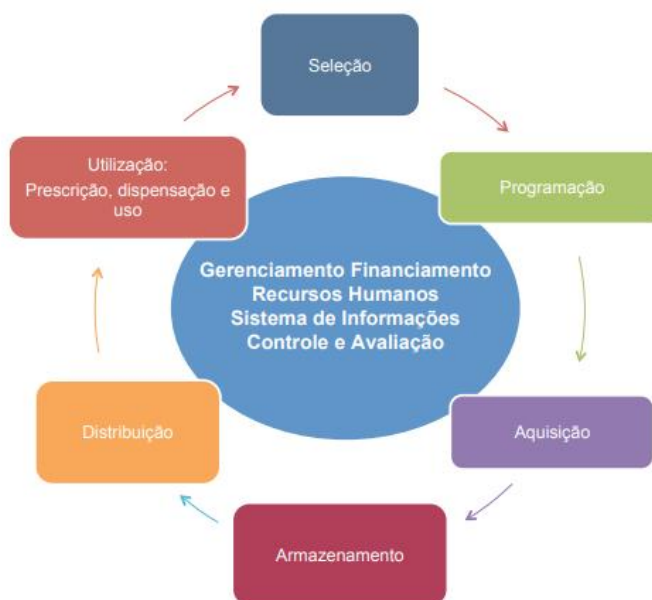 Seleção
Programação
Aquisição
Armazenamento
Distribuição
Utilização:
Prescrição, dispensação e
uso
Gerenciamento Financiamento
Recursos Humanos
Sistema de Informações
Controle e Avaliação